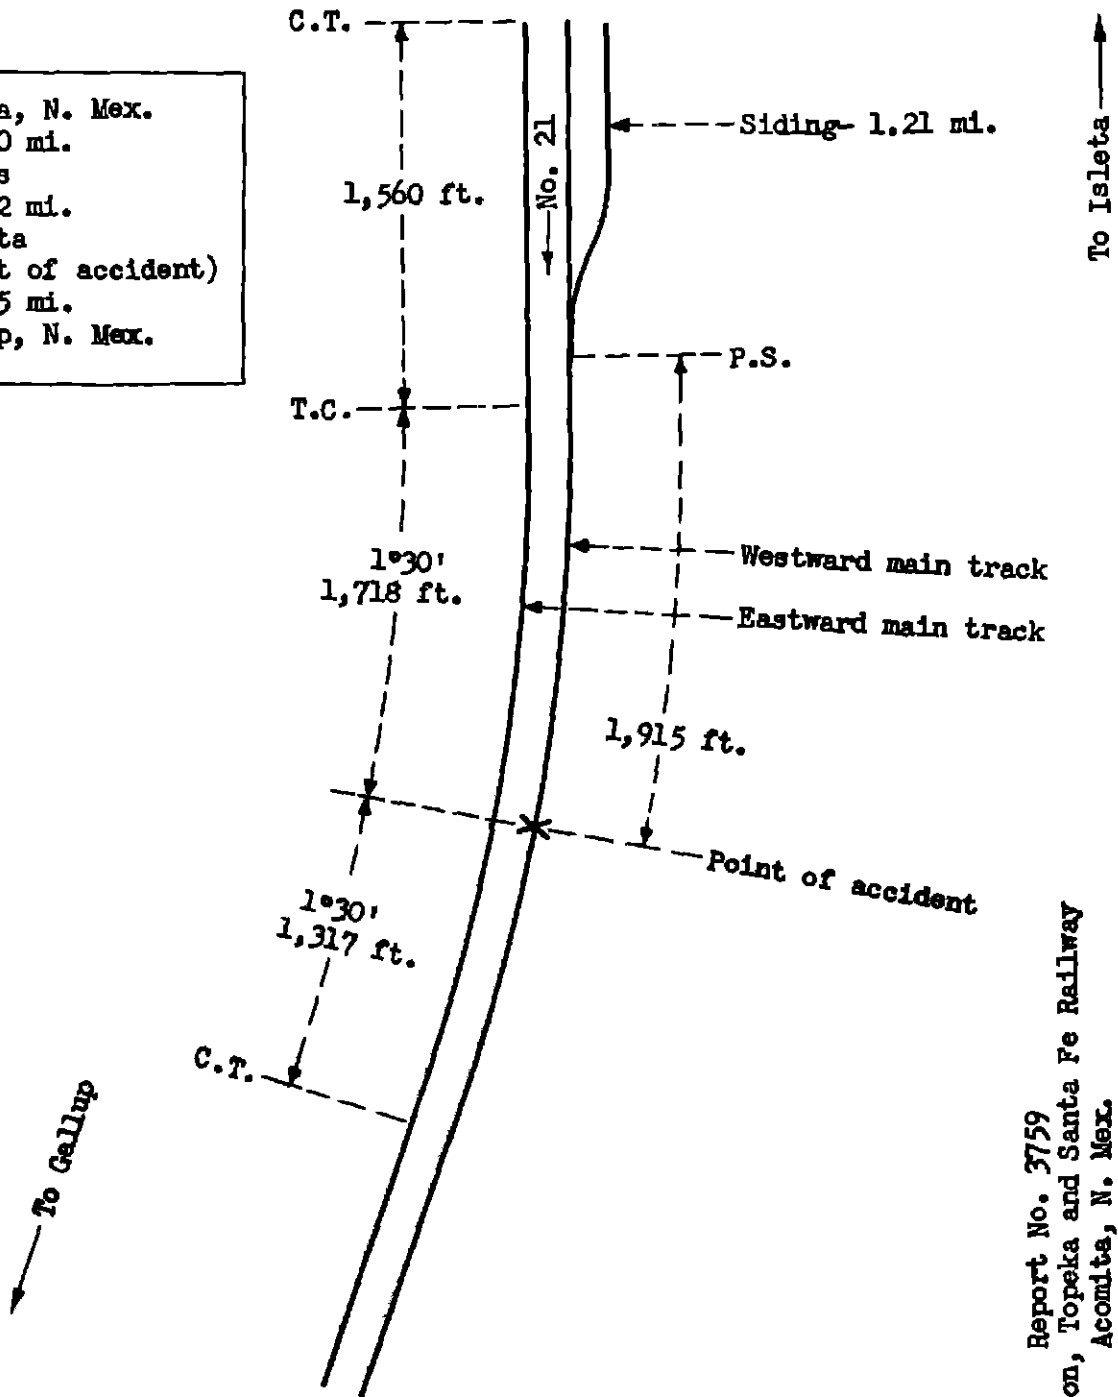 C.T.
a, N. Mex.
0 mi.
s
2 mi.
ta
t of accident)
5 mi.
p, N. Mex.
1,560 ft.
No. 21
Siding- 1.21 mi.
To Isleta
P.S.
T.C.
1°30'
1,718 ft.
Westward main track
Eastward main track
1,915 ft.
Point of accident
1°30'
1,317 ft.
C.T.
To Gallup
Report No. 3759
on, Topeka and Santa Fe Railway
Acomita, N. Mex.